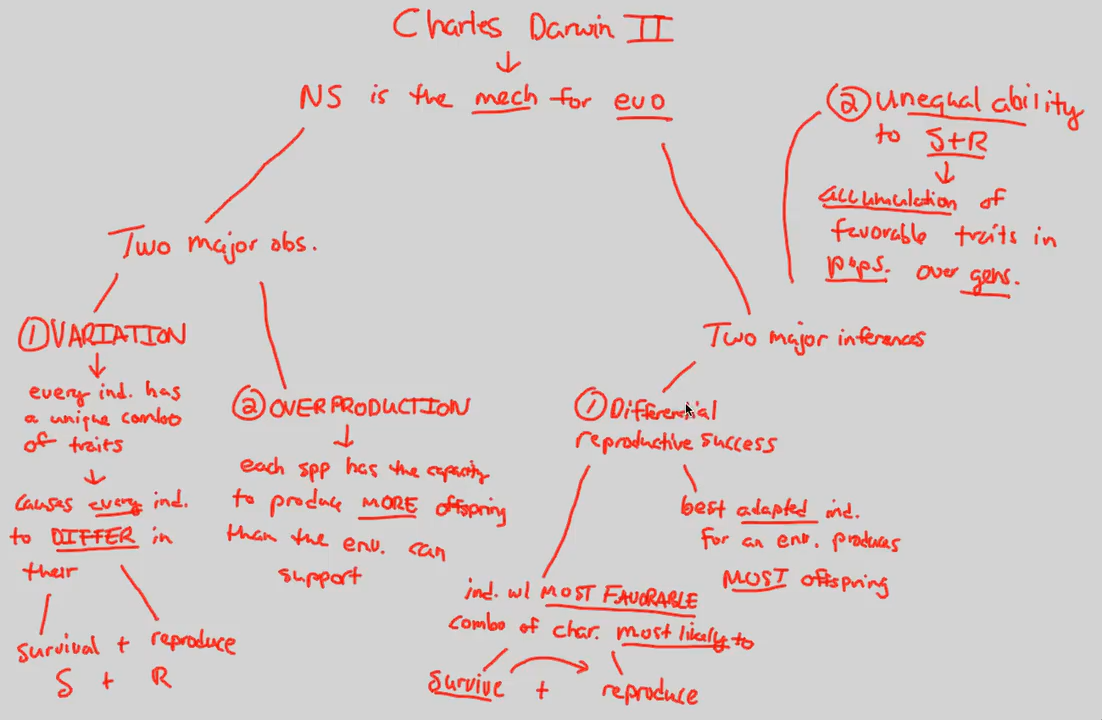 Charles Darwin II
NS is the mech for evo
Two major obs.
① VARIATION
every ind. has
a unique combo
of traits
causes every ind.
to DIFFER in
their
survival + reproduce
S + R
② OVERPRODUCTION
each spp has the capacity
to produce MORE offspring
than the env. can
support
Two major inferences
① Differential
reproductive success
ind. w/ MOST FAVORABLE
combo of char. most likely to
survive + reproduce
best adapted ind.
for an env. produces
MOST offspring
② Unequal ability
to S+R
accumulation of
favorable traits in
pops. over gens.